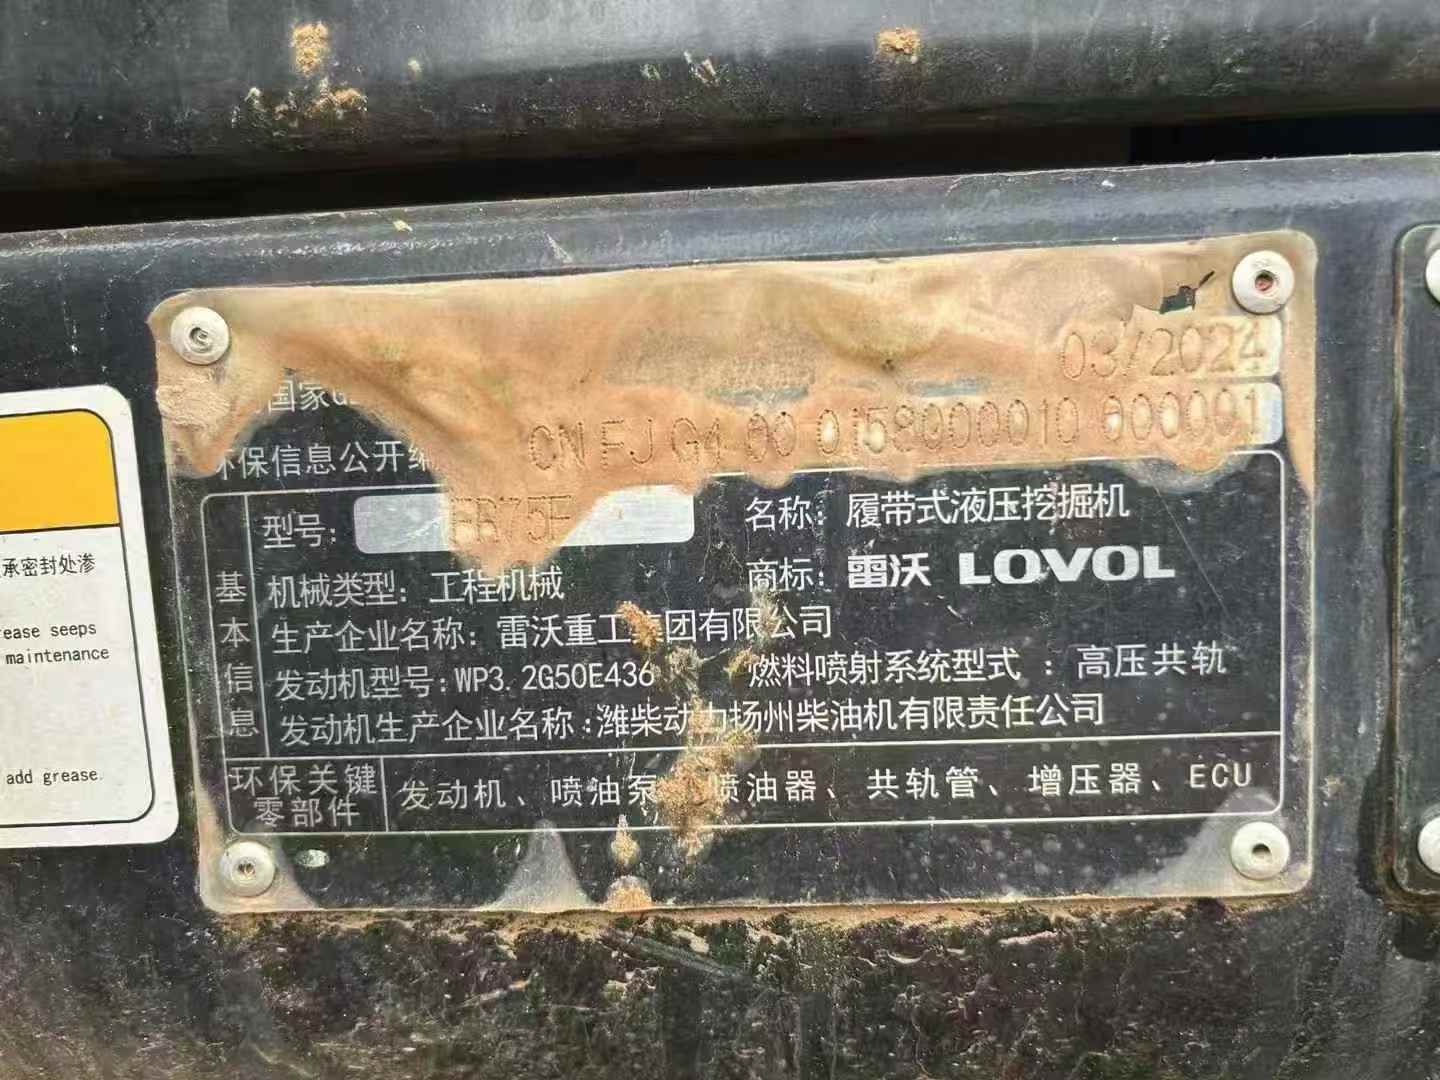 03/2024
国家G
环保信息公开编
CN FJ G4 00 0158000010 000001
型号: FR75E
名称: 履带式液压挖掘机
基本信息
机械类型: 工程机械
商标: 雷沃 LOVOL
生产企业名称: 雷沃重工集团有限公司
发动机型号:WP3.2G50E436
燃料喷射系统型式 : 高压共轨
发动机生产企业名称:潍柴动力扬州柴油机有限责任公司
环保关键
零部件
发动机、喷油泵 喷油器、共轨管、增压器、ECU
承密封处渗
ease seeps
maintenance
add grease.